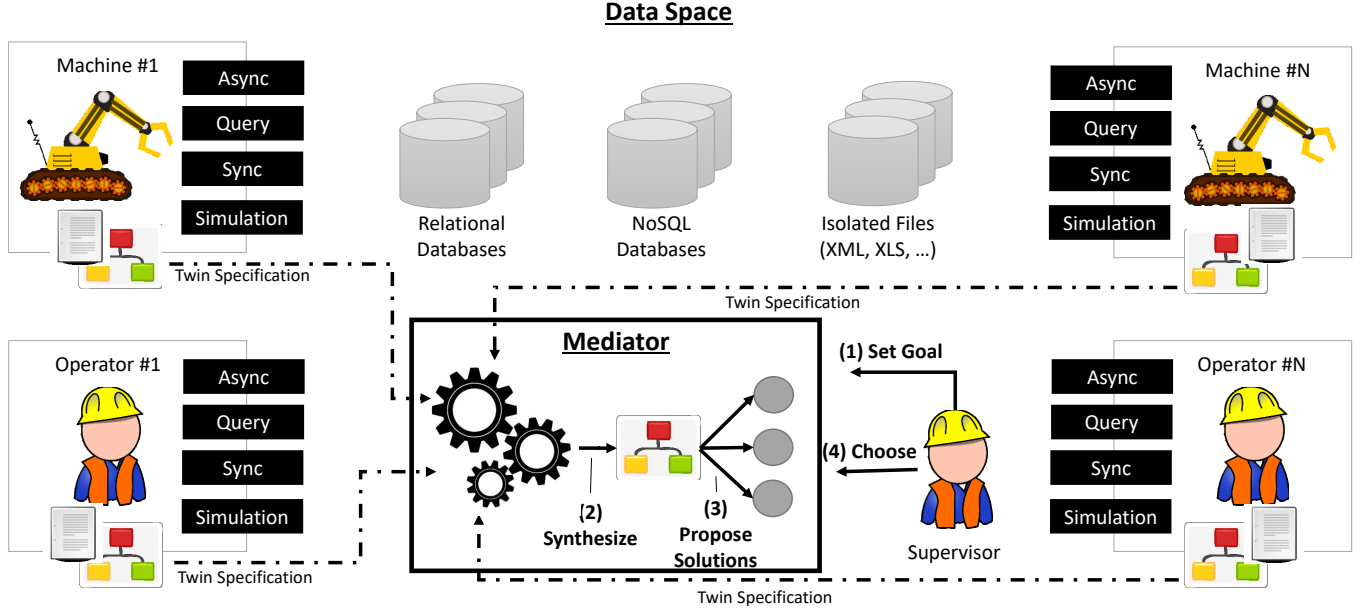 Data Space
Machine #1
Async
Query
Sync
Simulation
Twin Specification
Relational
Databases
NoSQL
Databases
Isolated Files
(XML, XLS, …)
Machine #N
Async
Query
Sync
Simulation
Twin Specification
Operator #1
Async
Query
Sync
Simulation
Twin Specification
Mediator
(2)
Synthesize
(3)
Propose
Solutions
(1) Set Goal
(4) Choose
Supervisor
Operator #N
Async
Query
Sync
Simulation
Twin Specification